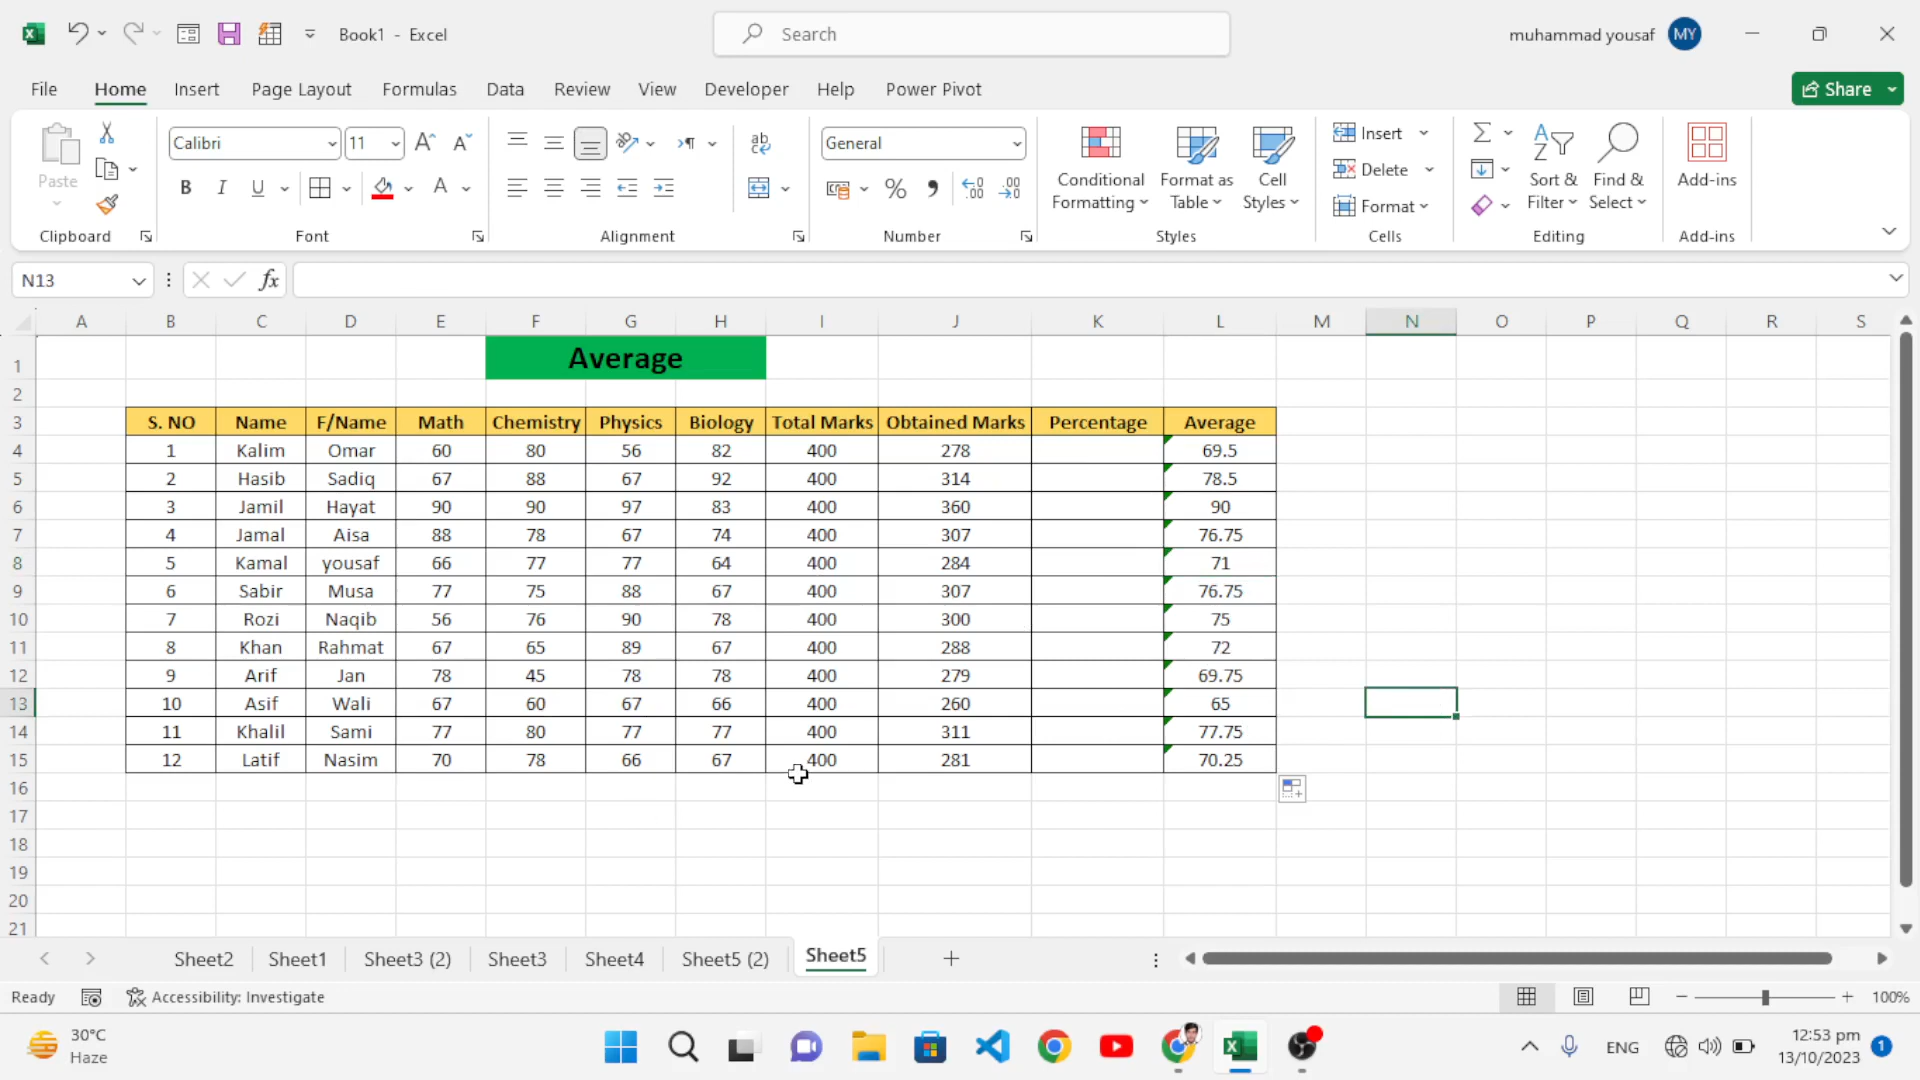 Book1 - Excel
Search
muhammad yousaf MY
File Home Insert Page Layout Formulas Data Review View Developer Help Power Pivot
Share
Paste
Calibri 11
B I U A
General
Conditional Formatting
Format as Table
Cell Styles
Insert
Delete
Format
Sort & Filter
Find & Select
Add-ins
Clipboard Font Alignment Number Styles Cells Editing Add-ins
N13 fx
A B C D E F G H I J K L M N O P Q R S
1 Average
2
3 S. NO Name F/Name Math Chemistry Physics Biology Total Marks Obtained Marks Percentage Average
4 1 Kalim Omar 60 80 56 82 400 278 69.5
5 2 Hasib Sadiq 67 88 67 92 400 314 78.5
6 3 Jamil Hayat 90 90 97 83 400 360 90
7 4 Jamal Aisa 88 78 67 74 400 307 76.75
8 5 Kamal yousaf 66 77 77 64 400 284 71
9 6 Sabir Musa 77 75 88 67 400 307 76.75
10 7 Rozi Naqib 56 76 90 78 400 300 75
11 8 Khan Rahmat 67 65 89 67 400 288 72
12 9 Arif Jan 78 45 78 78 400 279 69.75
13 10 Asif Wali 67 60 67 66 400 260 65
14 11 Khalil Sami 77 80 77 77 400 311 77.75
15 12 Latif Nasim 70 78 66 67 400 281 70.25
16
17
18
19
20
21
Sheet2 Sheet1 Sheet3 (2) Sheet3 Sheet4 Sheet5 (2) Sheet5
Ready Accessibility: Investigate 100%
30°C
Haze
ENG
12:53 pm
13/10/2023
1